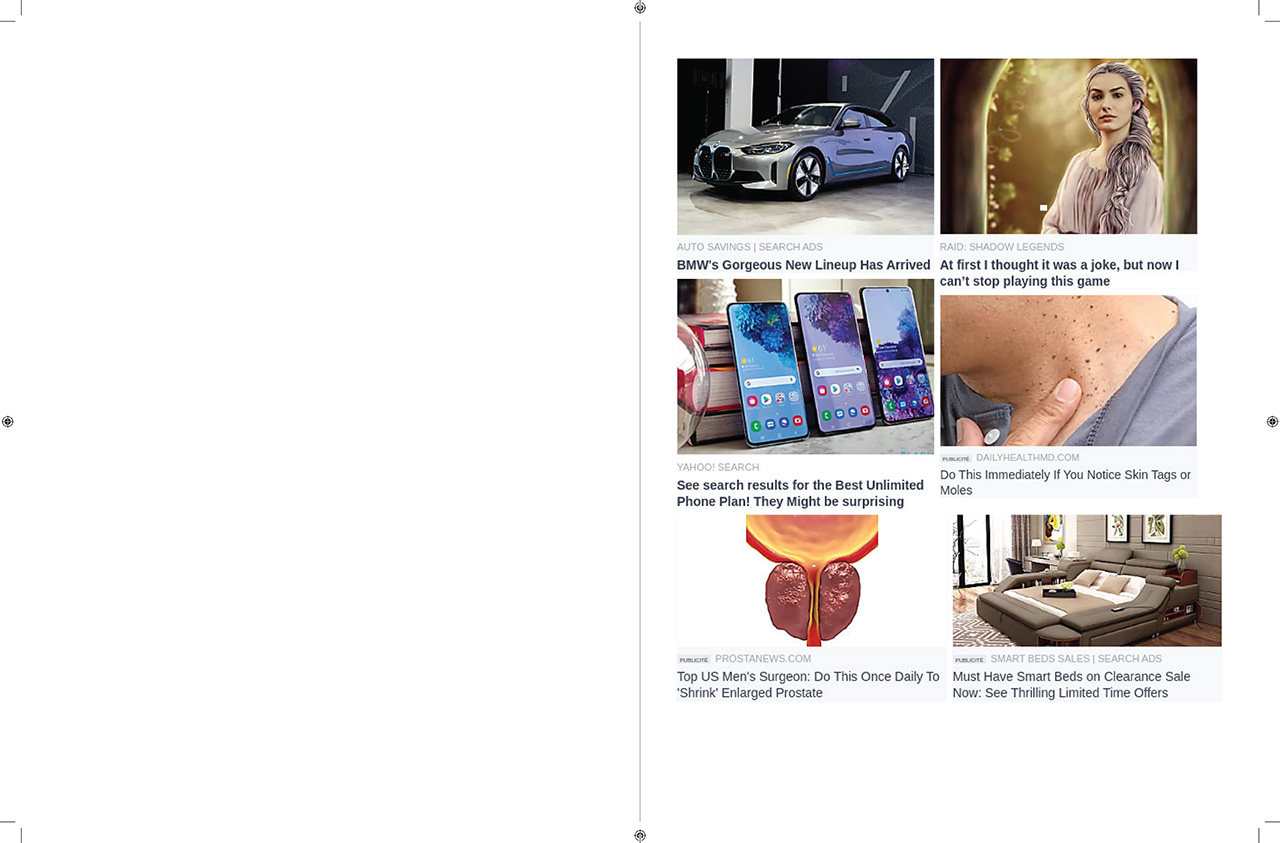 AUTO SAVINGS | SEARCH ADS
BMW's Gorgeous New Lineup Has Arrived
RAID: SHADOW LEGENDS
At first I thought it was a joke, but now I
can’t stop playing this game
YAHOO! SEARCH
See search results for the Best Unlimited
Phone Plan! They Might be surprising
PUBLICITÉ DAILYHEALTHMD.COM
Do This Immediately If You Notice Skin Tags or
Moles
PUBLICITÉ PROSTANEWS.COM
Top US Men's Surgeon: Do This Once Daily To
'Shrink' Enlarged Prostate
PUBLICITÉ SMART BEDS SALES | SEARCH ADS
Must Have Smart Beds on Clearance Sale
Now: See Thrilling Limited Time Offers